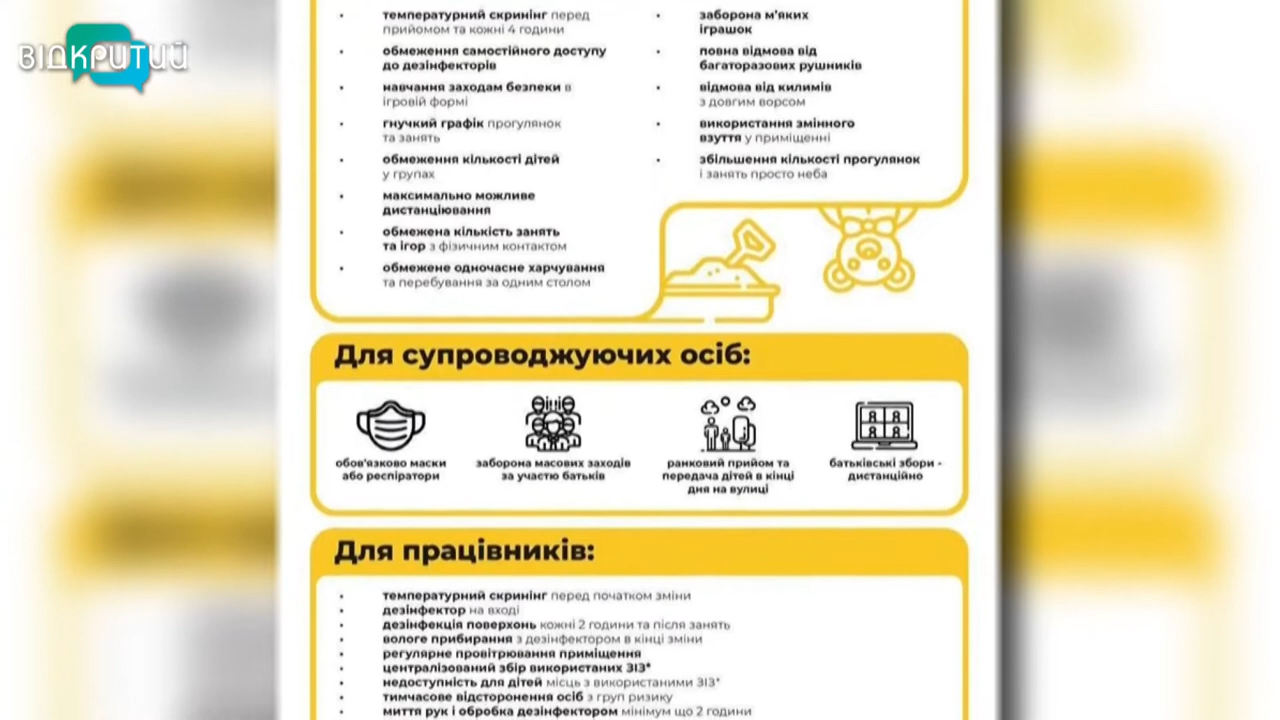 ВІДКРИТИЙ
температурний скринінг перед
прийомом та кожні 4 години
обмеження самостійного доступу
до дезінфекторів
навчання заходам безпеки в
ігровій формі
гнучкий графік прогулянок
та занять
обмеження кількості дітей
у групах
максимально можливе
дистанціювання
обмежена кількість занять
та ігор з фізичним контактом
обмежене одночасне харчування
та перебування за одним столом
заборона м'яких
іграшок
повна відмова від
багаторазових рушників
відмова від килимів
з довгим ворсом
використання змінного
взуття у приміщенні
збільшення кількості прогулянок
і занять просто неба
Для супроводжуючих осіб:
обов'язково маски
або респіратори
заборона масових заходів
за участю батьків
ранковий прийом та
передача дітей в кінці
дня на вулиці
батьківські збори -
дистанційно
Для працівників:
температурний скринінг перед початком зміни
дезінфектор на вході
дезінфекція поверхонь кожні 2 години та після занять
вологе прибирання з дезінфектором в кінці зміни
регулярне провітрювання приміщення
централізований збір використаних ЗІЗ*
недоступність для дітей місць з використаними ЗІЗ*
тимчасове відсторонення осіб з груп ризику
миття рук і обробка дезінфектором мінімум що 2 години